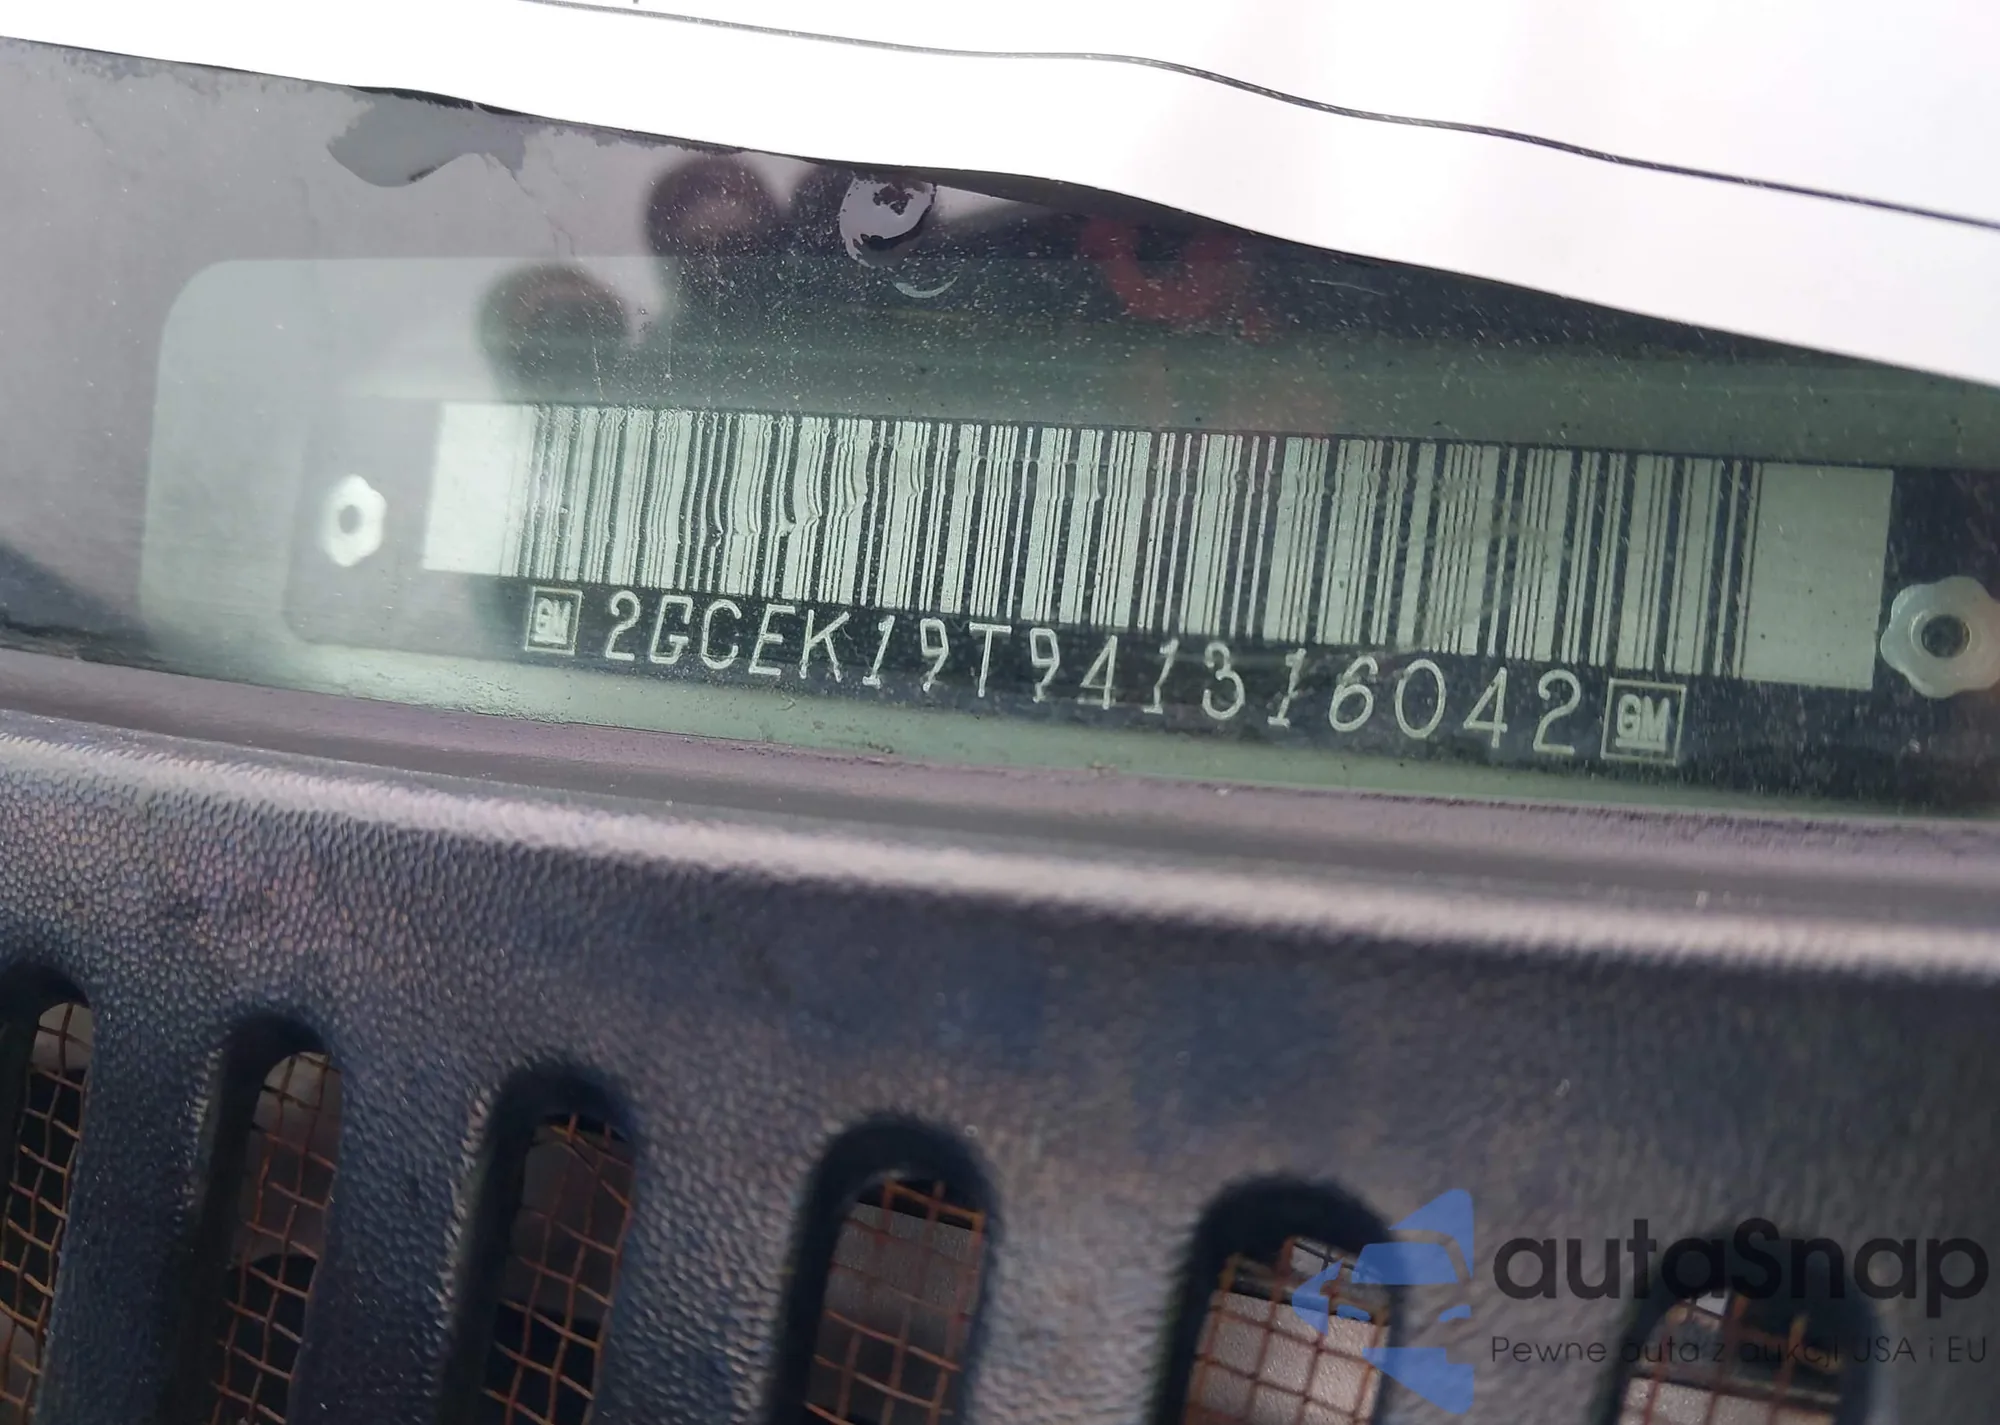 GM 2GCEK19T941316042 GM
autaSnap
Pewne auta z aukcji USA i EU